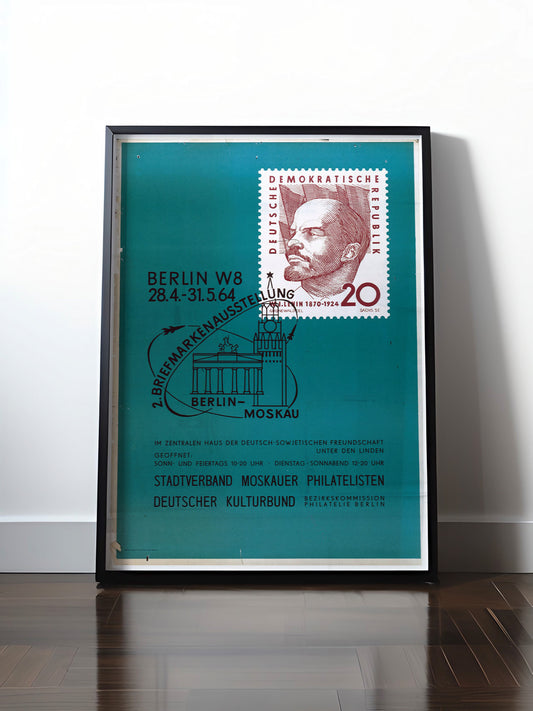 DEUTSCHE DEMOKRATISCHE REPUBLIK
W.I. LENIN 1870-1924
20
BERLIN W8
28.4.-31.5.64
2. BRIEFMARKENAUSSTELLUNG
BERLIN-
MOSKAU
IM ZENTRALEN HAUS DER DEUTSCH-SOWJETISCHEN FREUNDSCHAFT
UNTER DEN LINDEN
GEÖFFNET:
SONN- UND FEIERTAGS 10-20 UHR · DIENSTAG-SONNABEND 12-20 UHR
STADTVERBAND MOSKAUER PHILATELISTEN
DEUTSCHER KULTURBUND BEZIRKSKOMMISSION
PHILATELIE BERLIN